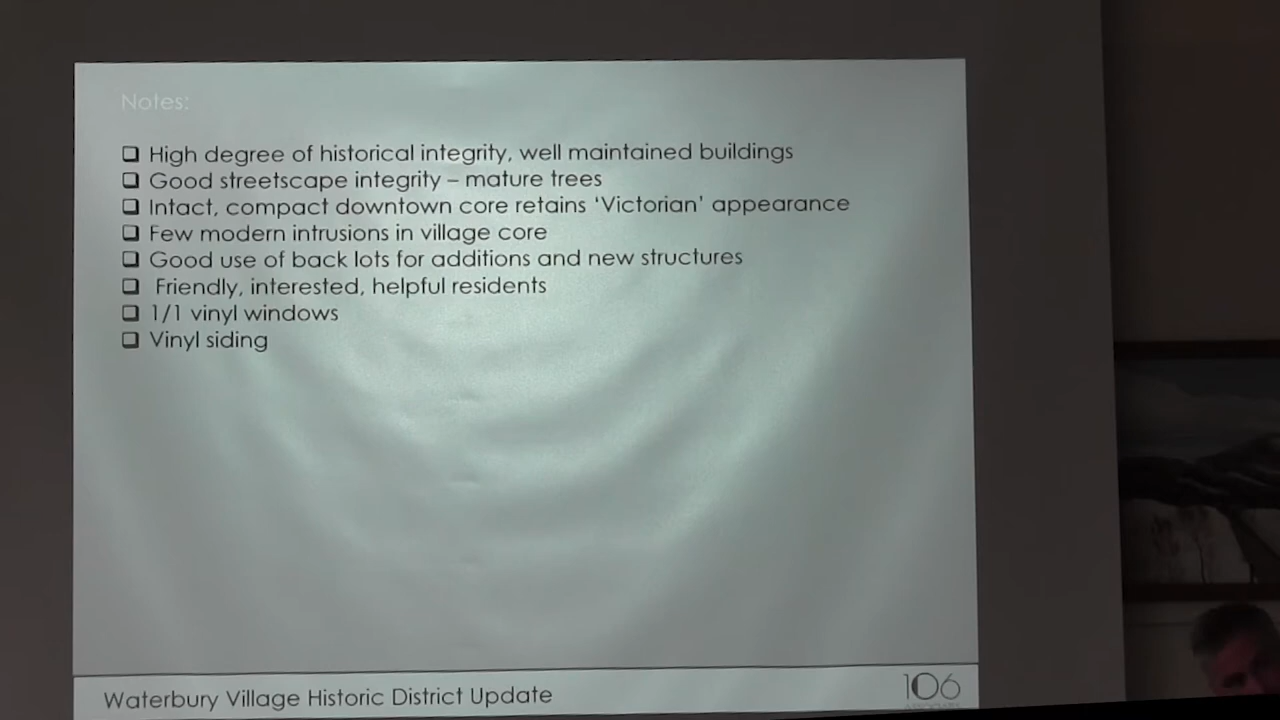 Notes:
❑ High degree of historical integrity, well maintained buildings
❑ Good streetscape integrity – mature trees
❑ Intact, compact downtown core retains ‘Victorian’ appearance
❑ Few modern intrusions in village core
❑ Good use of back lots for additions and new structures
❑ Friendly, interested, helpful residents
❑ 1/1 vinyl windows
❑ Vinyl siding
Waterbury Village Historic District Update
106